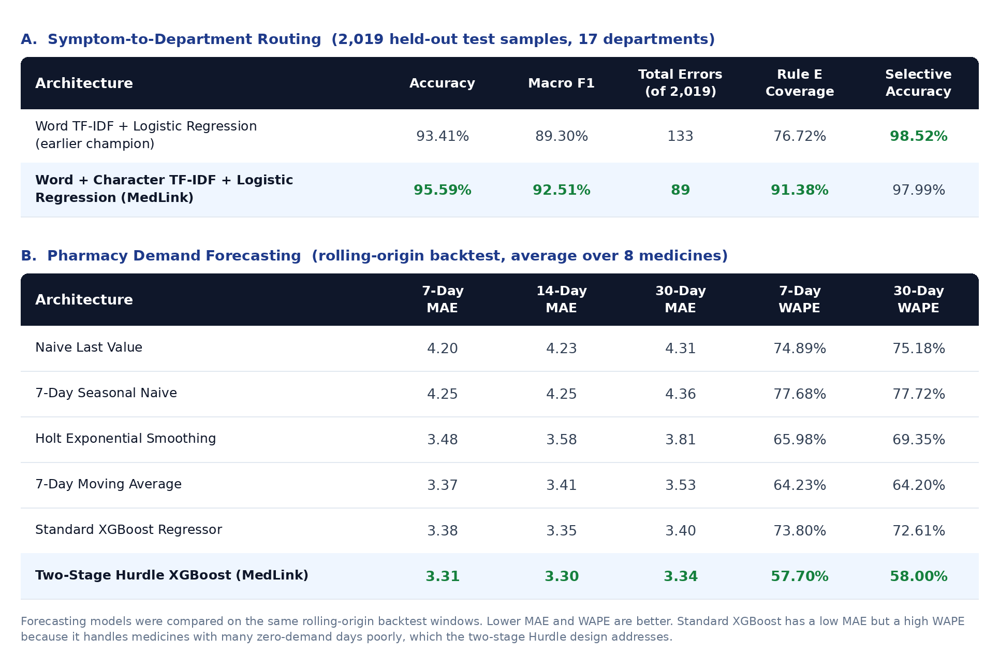 A.  Symptom-to-Department Routing  (2,019 held-out test samples, 17 departments)
Architecture  Accuracy  Macro F1  Total Errors (of 2,019)  Rule E Coverage  Selective Accuracy
Word TF-IDF + Logistic Regression
(earlier champion)  93.41%  89.30%  133  76.72%  98.52%
Word + Character TF-IDF + Logistic
Regression (MedLink)  95.59%  92.51%  89  91.38%  97.99%
B.  Pharmacy Demand Forecasting  (rolling-origin backtest, average over 8 medicines)
Architecture  7-Day MAE  14-Day MAE  30-Day MAE  7-Day WAPE  30-Day WAPE
Naive Last Value  4.20  4.23  4.31  74.89%  75.18%
7-Day Seasonal Naive  4.25  4.25  4.36  77.68%  77.72%
Holt Exponential Smoothing  3.48  3.58  3.81  65.98%  69.35%
7-Day Moving Average  3.37  3.41  3.53  64.23%  64.20%
Standard XGBoost Regressor  3.38  3.35  3.40  73.80%  72.61%
Two-Stage Hurdle XGBoost (MedLink)  3.31  3.30  3.34  57.70%  58.00%
Forecasting models were compared on the same rolling-origin backtest windows. Lower MAE and WAPE are better. Standard XGBoost has a low MAE but a high WAPE
because it handles medicines with many zero-demand days poorly, which the two-stage Hurdle design addresses.